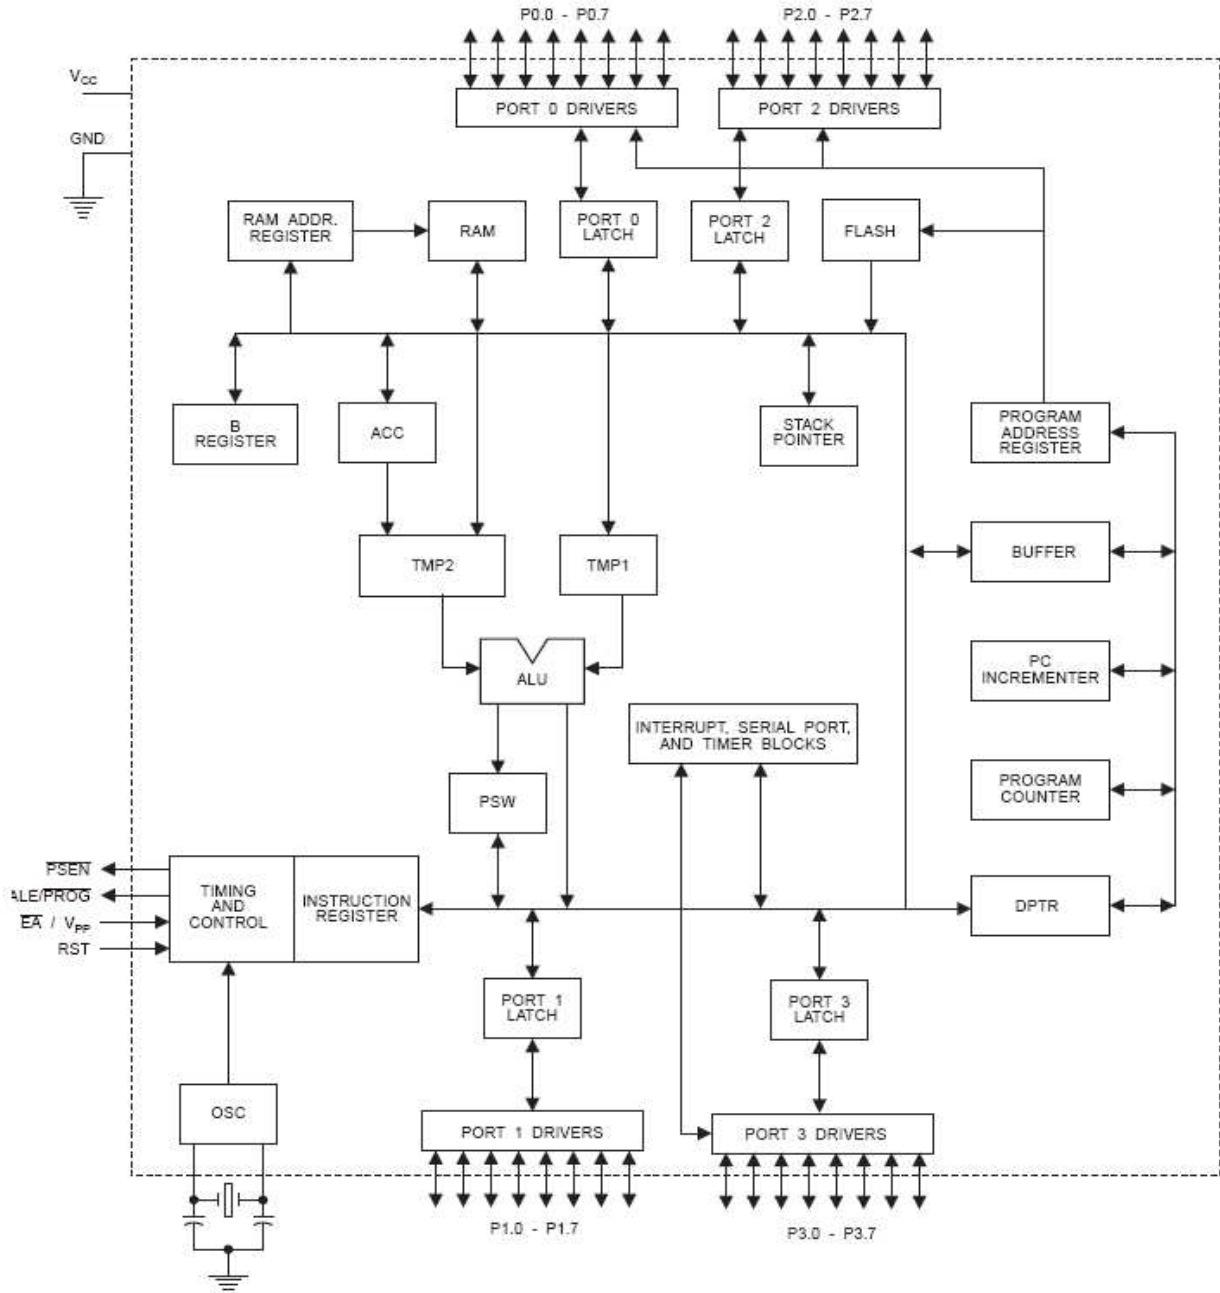 P0.0 - P0.7
P2.0 - P2.7
VCC
PORT 0 DRIVERS
PORT 2 DRIVERS
GND
RAM ADDR.
REGISTER
RAM
PORT 0
LATCH
PORT 2
LATCH
FLASH
B
REGISTER
ACC
STACK
POINTER
PROGRAM
ADDRESS
REGISTER
TMP2
TMP1
BUFFER
ALU
PC
INCREMENTER
INTERRUPT, SERIAL PORT,
AND TIMER BLOCKS
PSW
PROGRAM
COUNTER
PSEN
ALE/PROG
EA / VPP
RST
TIMING
AND
CONTROL
INSTRUCTION
REGISTER
DPTR
PORT 1
LATCH
PORT 3
LATCH
OSC
PORT 1 DRIVERS
PORT 3 DRIVERS
P1.0 - P1.7
P3.0 - P3.7